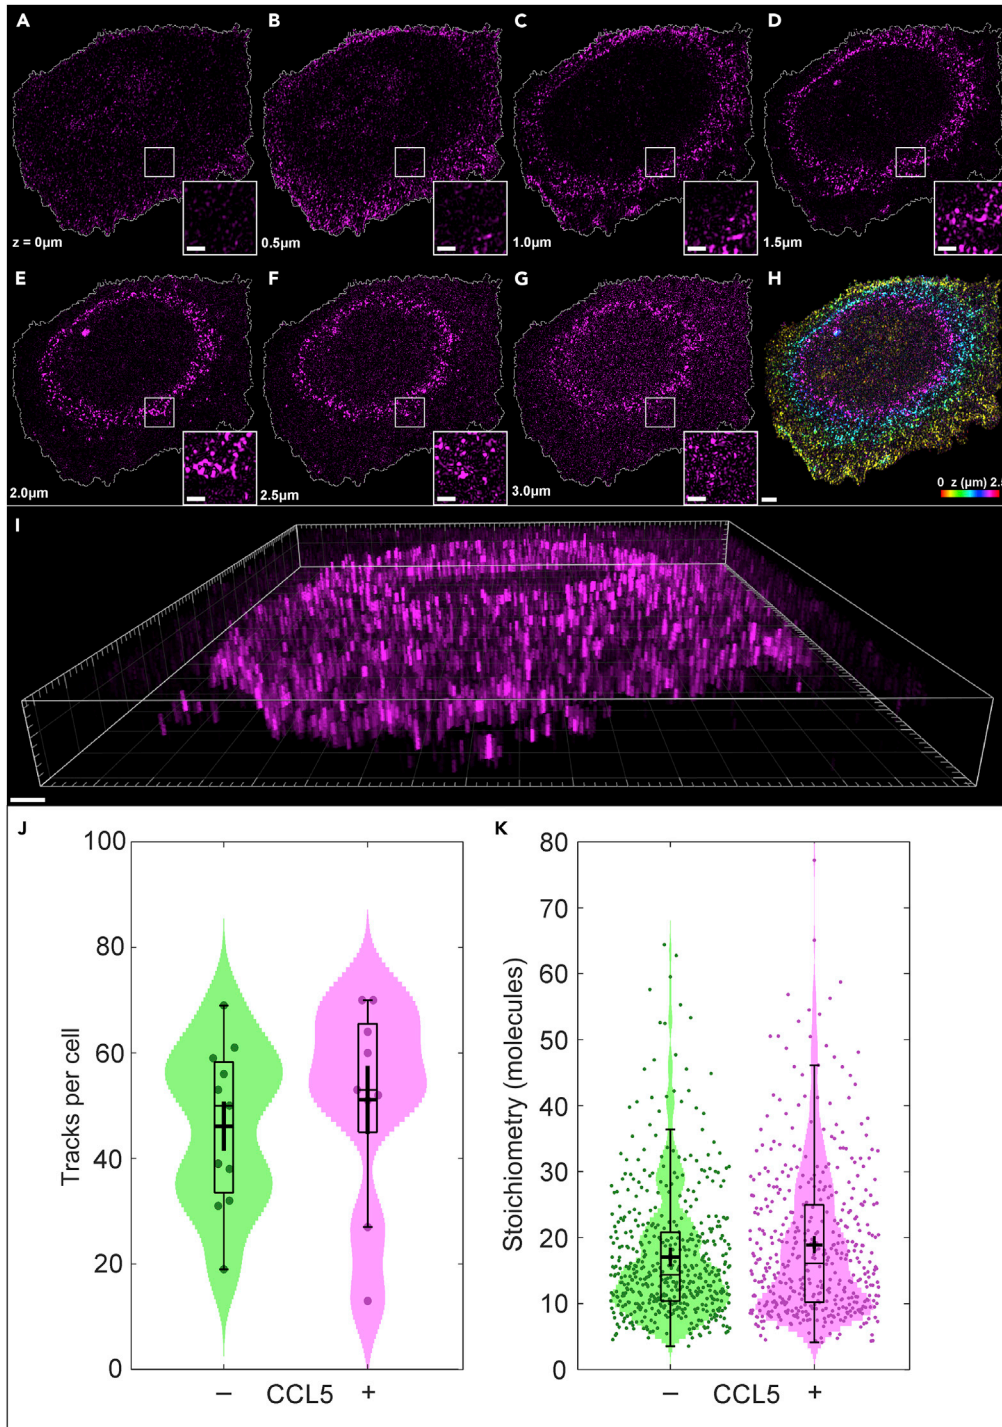 A B C D
z = 0µm 0.5µm 1.0µm 1.5µm
E F G H
2.0µm 2.5µm 3.0µm 0 z (µm) 2.5
I
J K
100 80
80 70
60 60
40 50
20 40
0 30
20
10
0
Tracks per cell
Stoichiometry (molecules)
– CCL5 + – CCL5 +